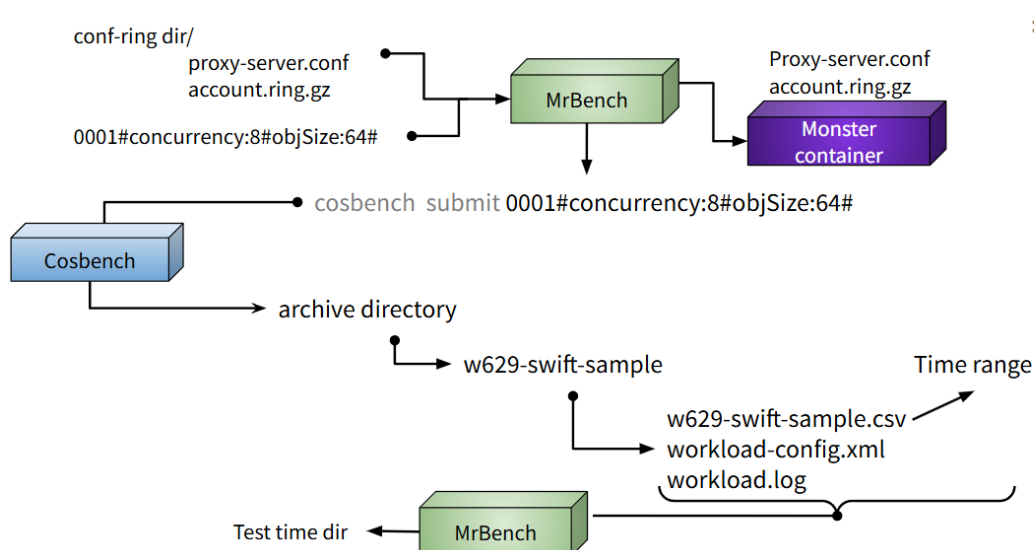 conf-ring dir/
proxy-server.conf
account.ring.gz
0001#concurrency:8#objSize:64#
MrBench
Proxy-server.conf
account.ring.gz
Monster
container
cosbench submit 0001#concurrency:8#objSize:64#
Cosbench
archive directory
w629-swift-sample
Time range
w629-swift-sample.csv
workload-config.xml
workload.log
Test time dir
MrBench